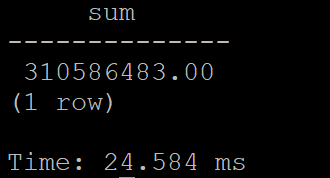 sum
--------------
310586483.00
(1 row)
Time: 24.584 ms